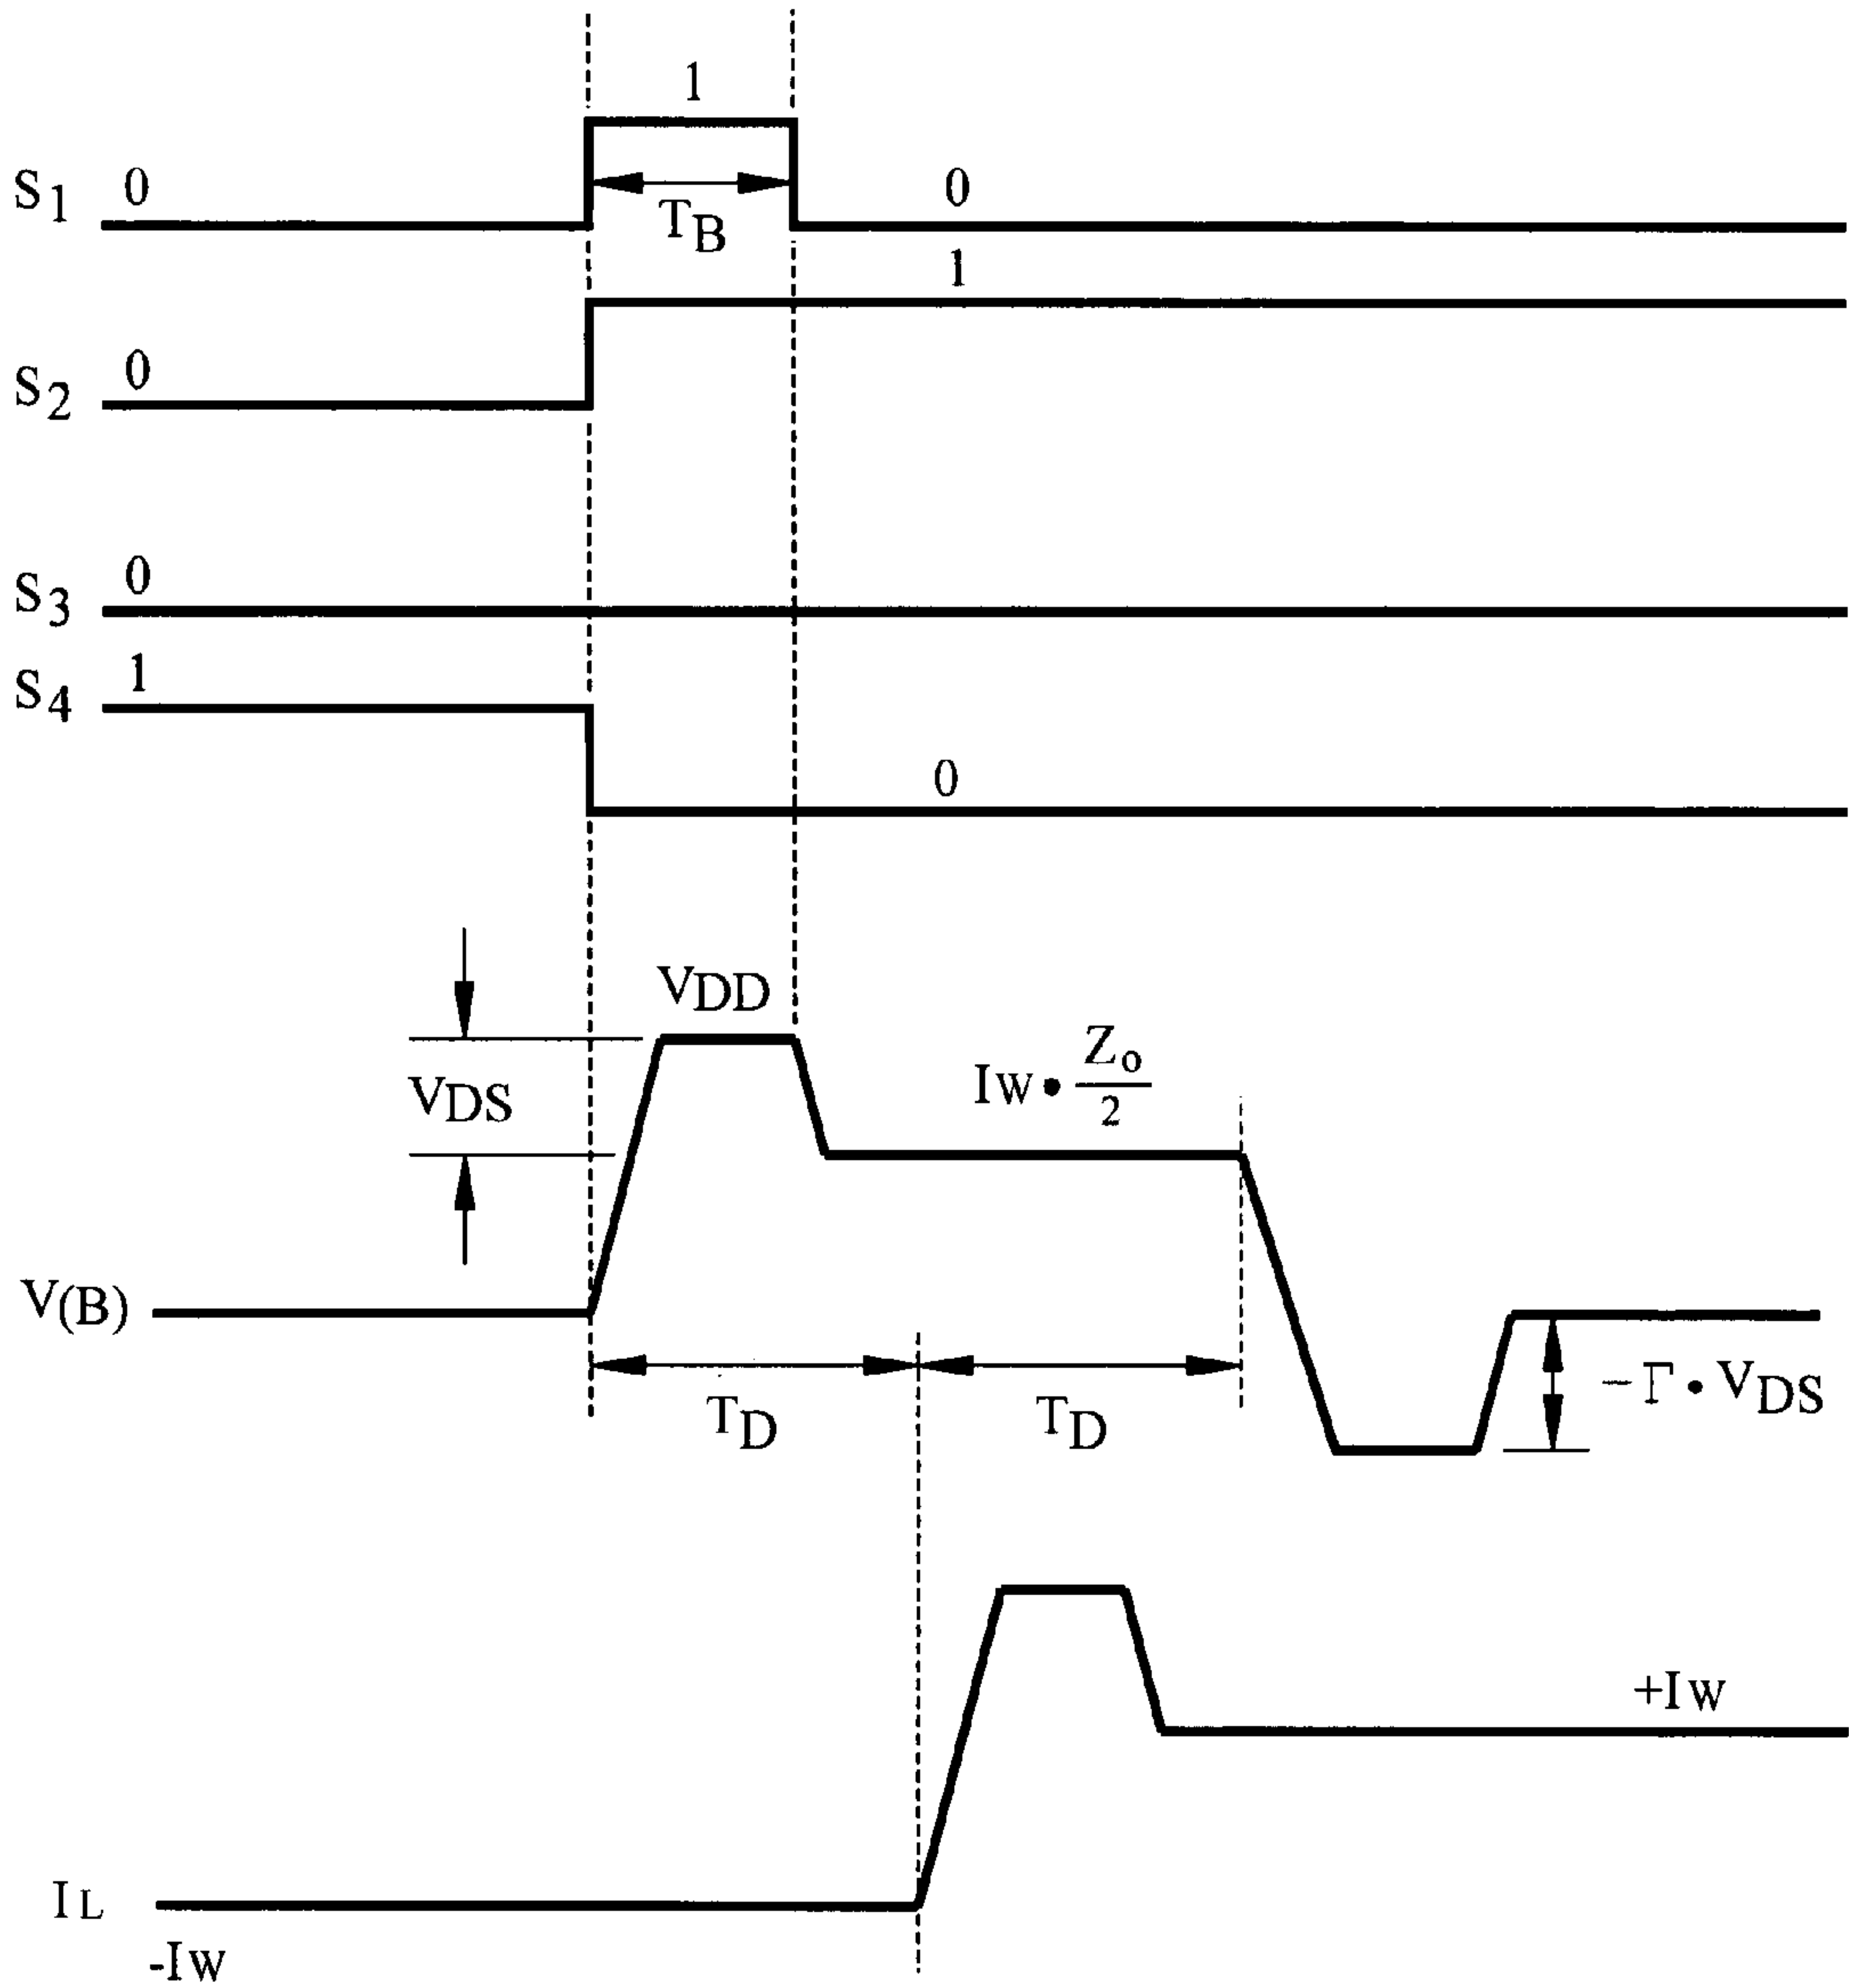 1
S1 0 0
TB
1
S2 0
S3 0
S4 1
0
VDD
VDS
Iw • Zo/2
V(B)
TD TD
−Γ • VDS
+Iw
IL
-Iw